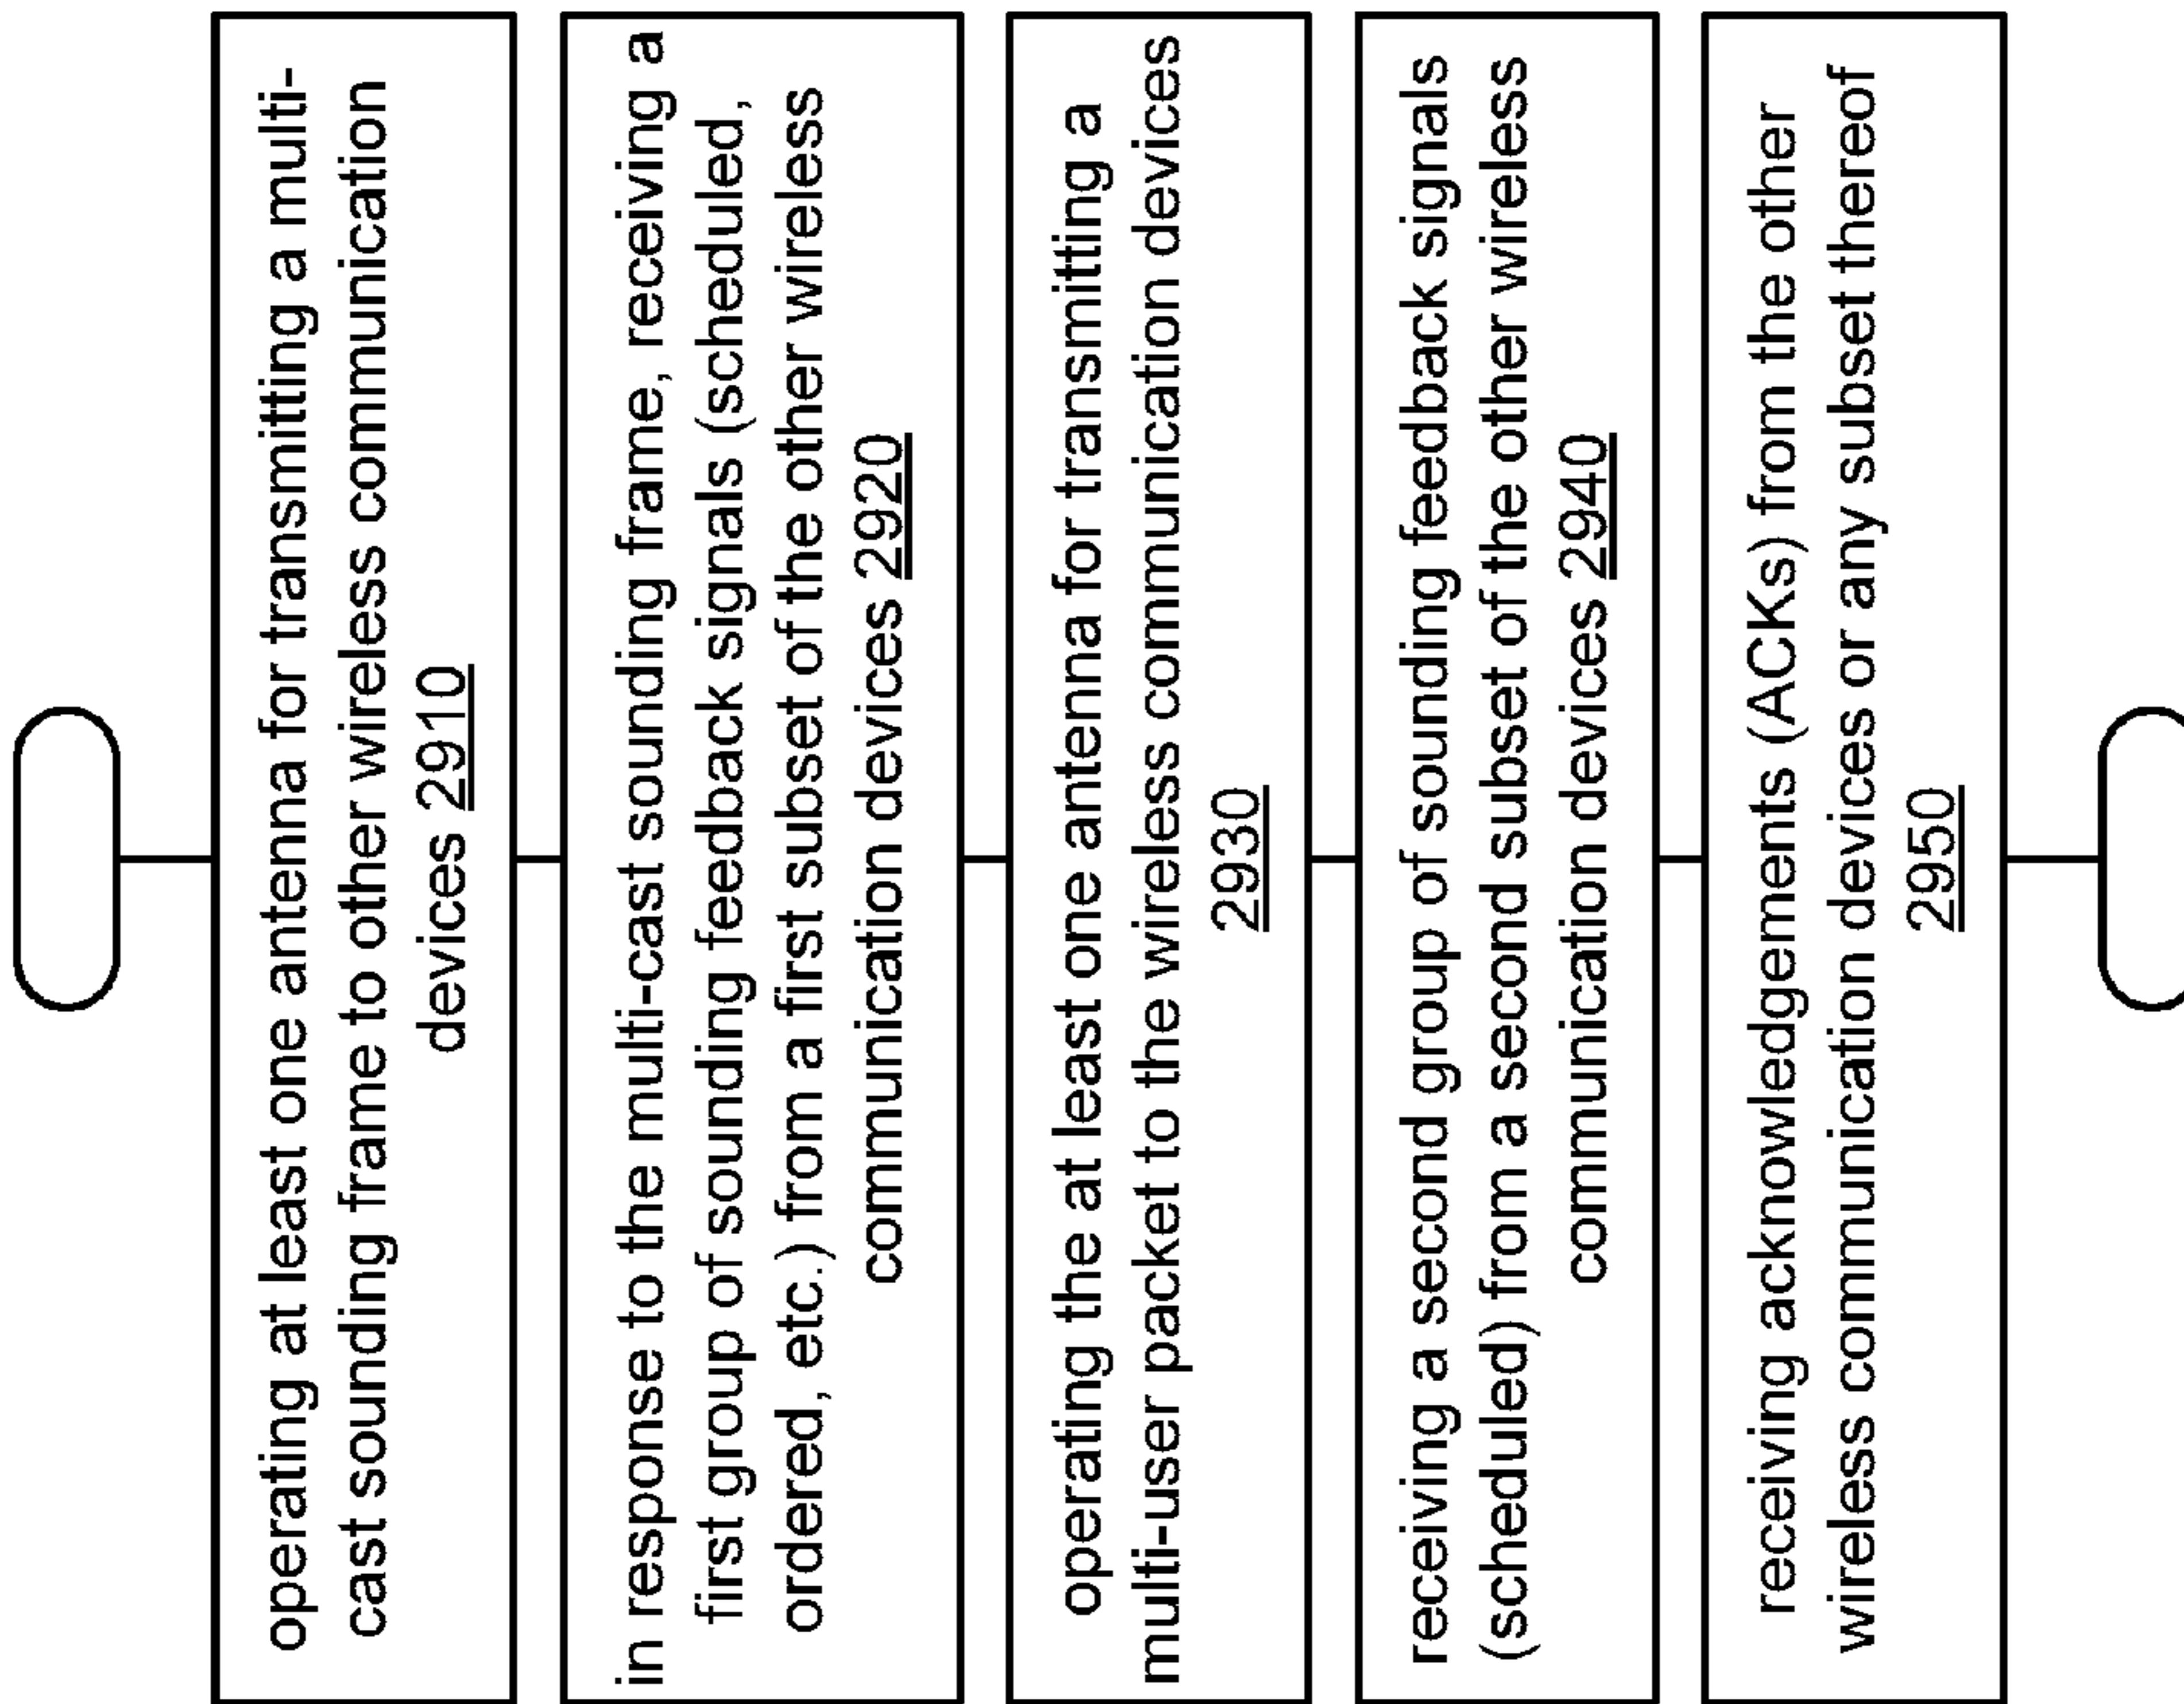 operating at least one antenna for transmitting a multi-
cast sounding frame to other wireless communication
devices 2910
in response to the multi-cast sounding frame, receiving a
first group of sounding feedback signals (scheduled,
ordered, etc.) from a first subset of the other wireless
communication devices 2920
operating the at least one antenna for transmitting a
multi-user packet to the wireless communication devices
2930
receiving a second group of sounding feedback signals
(scheduled) from a second subset of the other wireless
communication devices 2940
receiving acknowledgements (ACKs) from the other
wireless communication devices or any subset thereof
2950